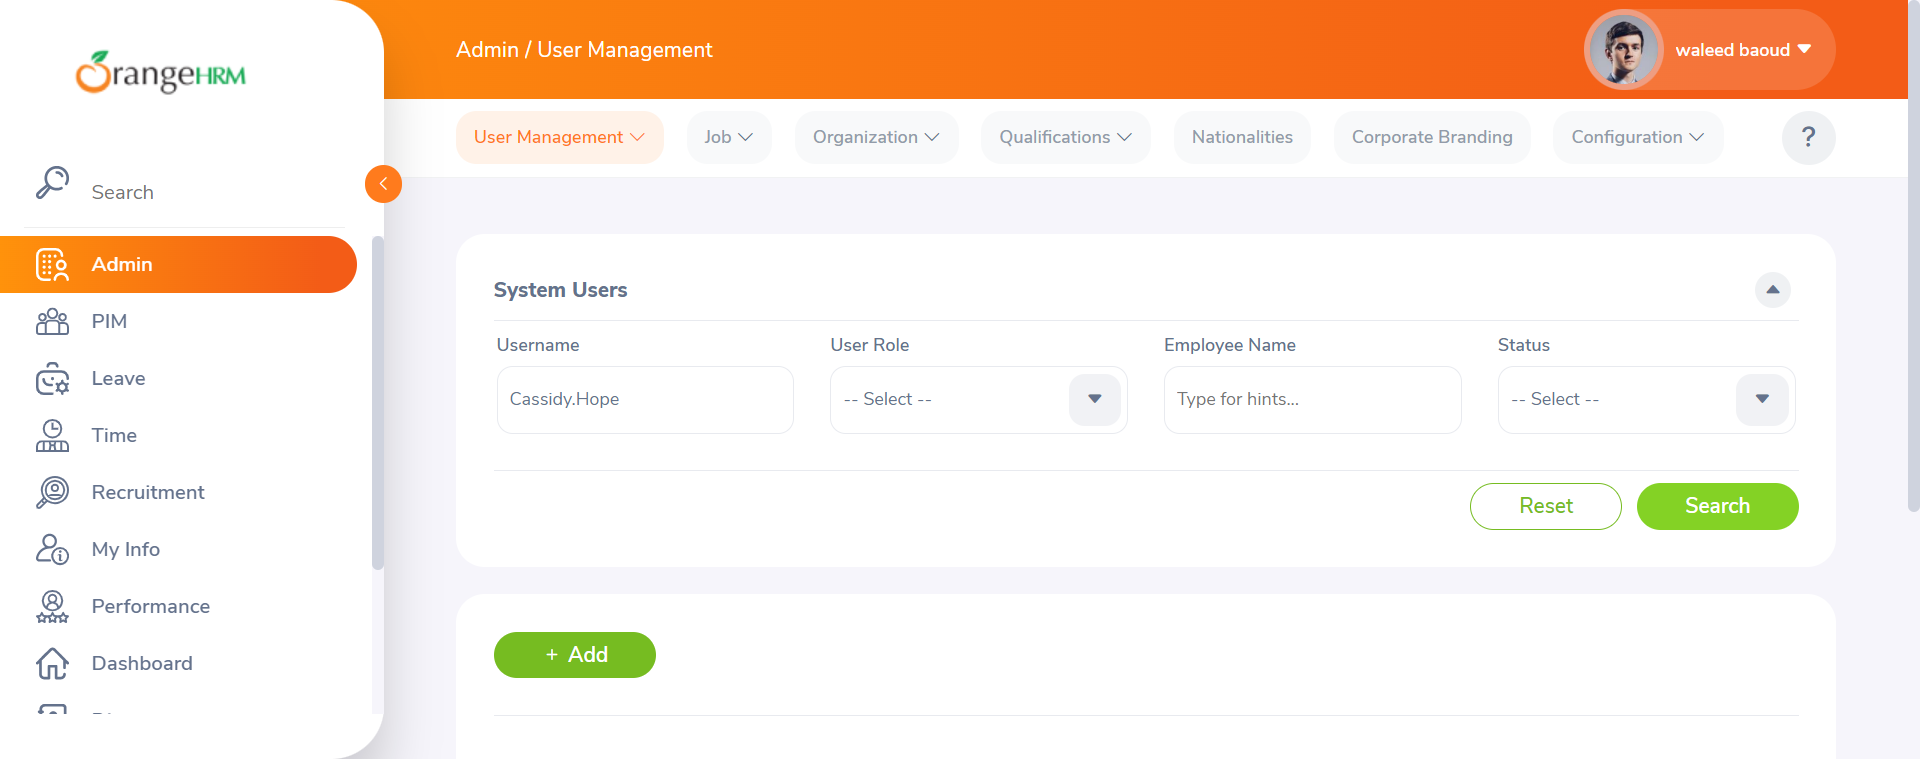 OrangeHRM
Search
Admin
PIM
Leave
Time
Recruitment
My Info
Performance
Dashboard
Admin / User Management
waleed baoud
User Management
Job
Organization
Qualifications
Nationalities
Corporate Branding
Configuration
?
System Users
Username
User Role
Employee Name
Status
Cassidy.Hope
-- Select --
Type for hints...
-- Select --
Reset
Search
+ Add